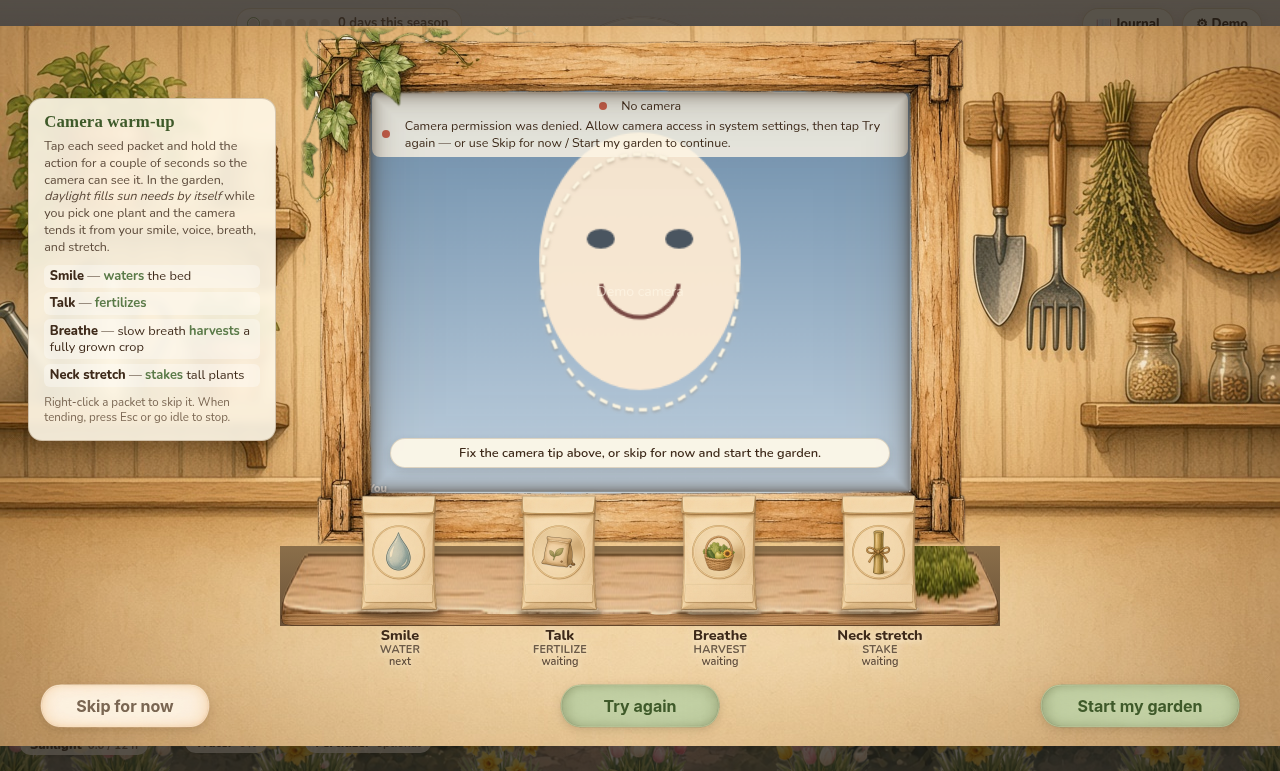 0 days this season
Journal
Demo
Camera warm-up
Tap each seed packet and hold the
action for a couple of seconds so the
camera can see it. In the garden,
daylight fills sun needs by itself while
you pick one plant and the camera
tends it from your smile, voice, breath,
and stretch.
Smile — waters the bed
Talk — fertilizes
Breathe — slow breath harvests a
fully grown crop
Neck stretch — stakes tall plants
Right-click a packet to skip it. When
tending, press Esc or go idle to stop.
No camera
Camera permission was denied. Allow camera access in system settings, then tap Try
again — or use Skip for now / Start my garden to continue.
Demo camera
Fix the camera tip above, or skip for now and start the garden.
You
Smile
WATER
next
Talk
FERTILIZE
waiting
Breathe
HARVEST
waiting
Neck stretch
STAKE
waiting
Skip for now
Try again
Start my garden
Sunlight